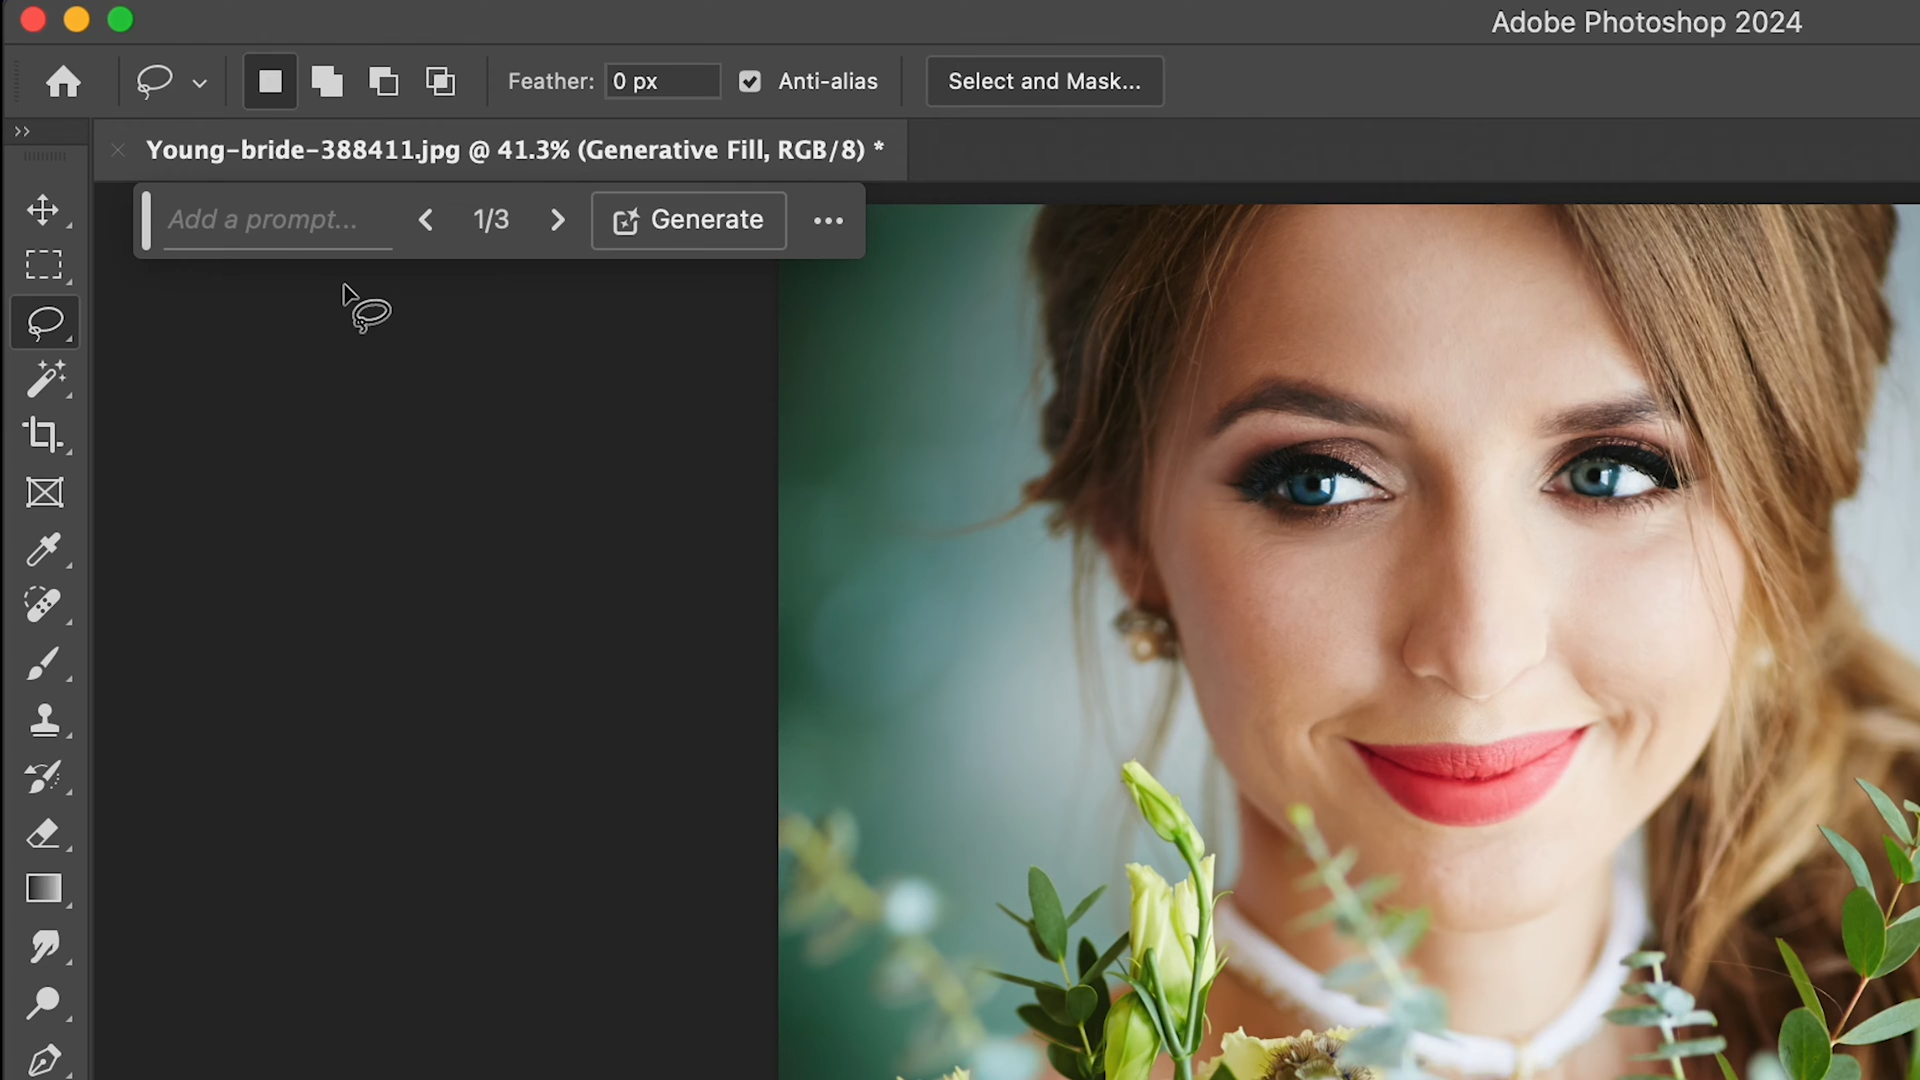 Adobe Photoshop 2024
Feather: 0 px Anti-alias Select and Mask...
Young-bride-388411.jpg @ 41.3% (Generative Fill, RGB/8) *
Add a prompt... 1/3 Generate